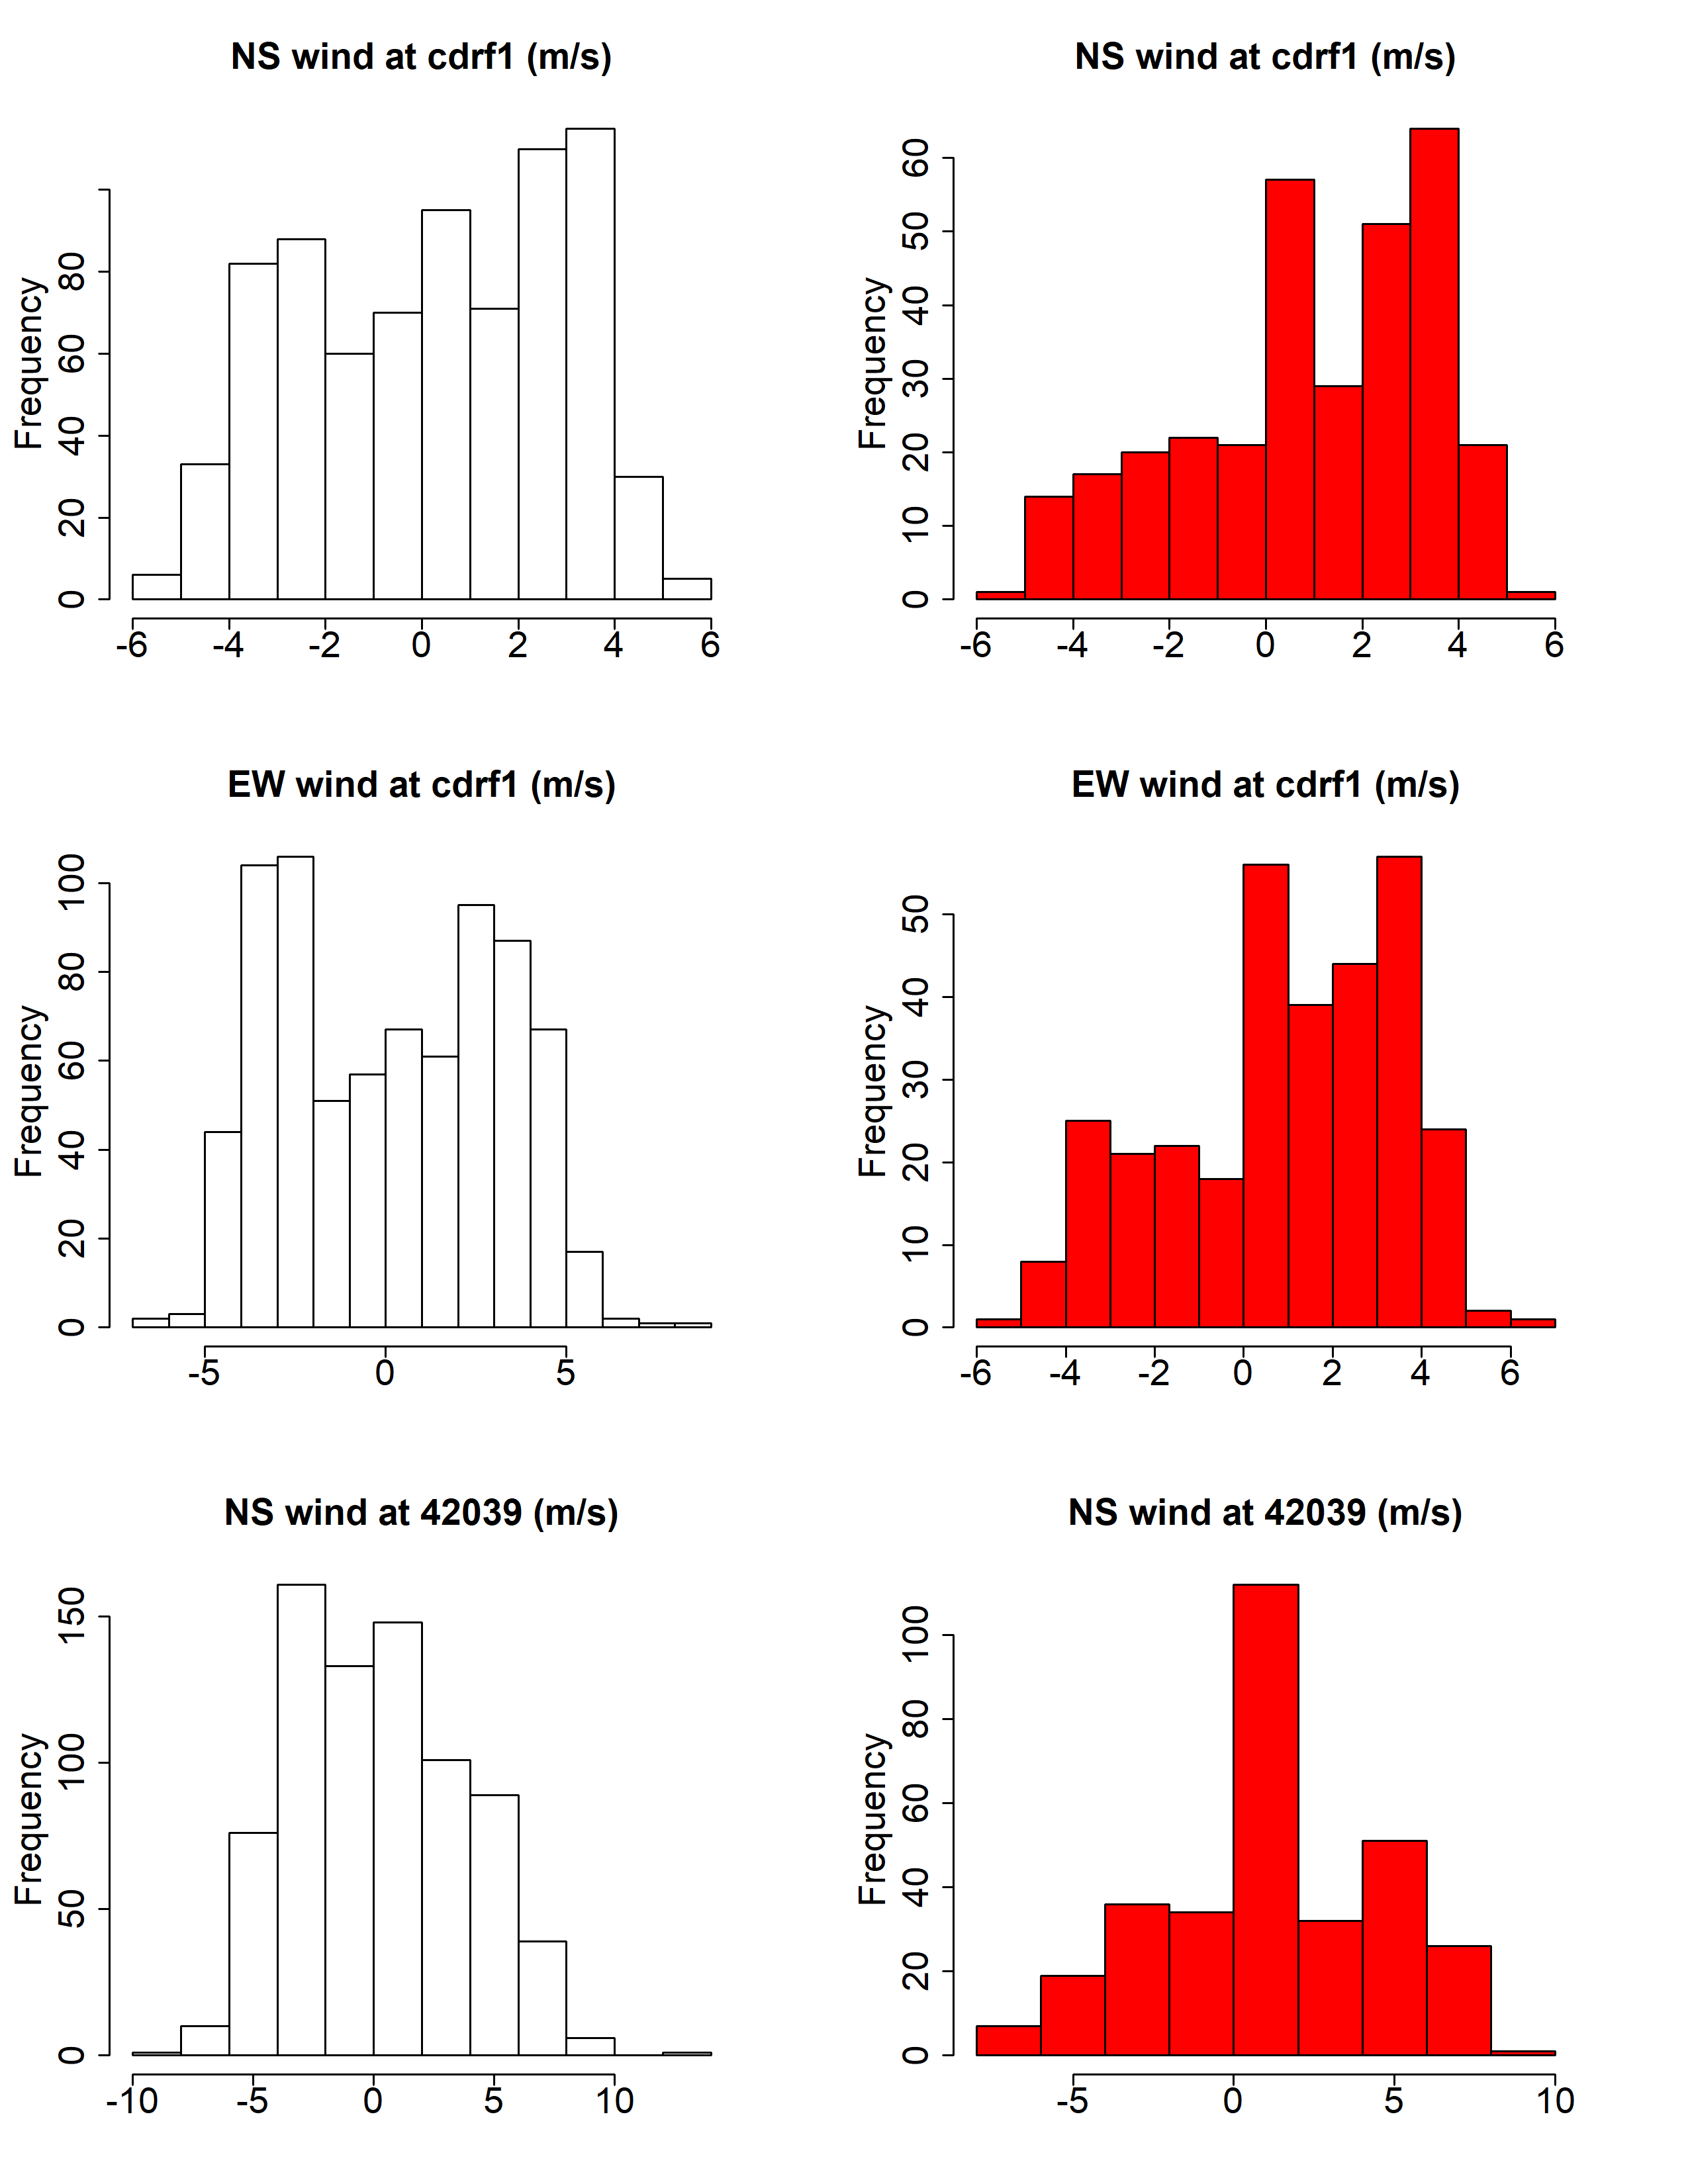 NS wind at cdrf1 (m/s)
Frequency
0 20 40 60 80
-6 -4 -2 0 2 4 6
NS wind at cdrf1 (m/s)
Frequency
0 10 20 30 40 50 60
-6 -4 -2 0 2 4 6
EW wind at cdrf1 (m/s)
Frequency
0 20 40 60 80 100
-5 0 5
EW wind at cdrf1 (m/s)
Frequency
0 10 20 30 40 50
-6 -4 -2 0 2 4 6
NS wind at 42039 (m/s)
Frequency
0 50 100 150
-10 -5 0 5 10
NS wind at 42039 (m/s)
Frequency
0 20 40 60 80 100
-5 0 5 10